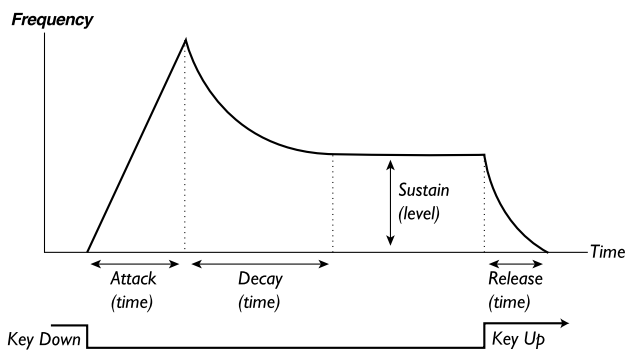 Frequency
Sustain
(level)
Time
Attack
(time)
Decay
(time)
Release
(time)
Key Down
Key Up